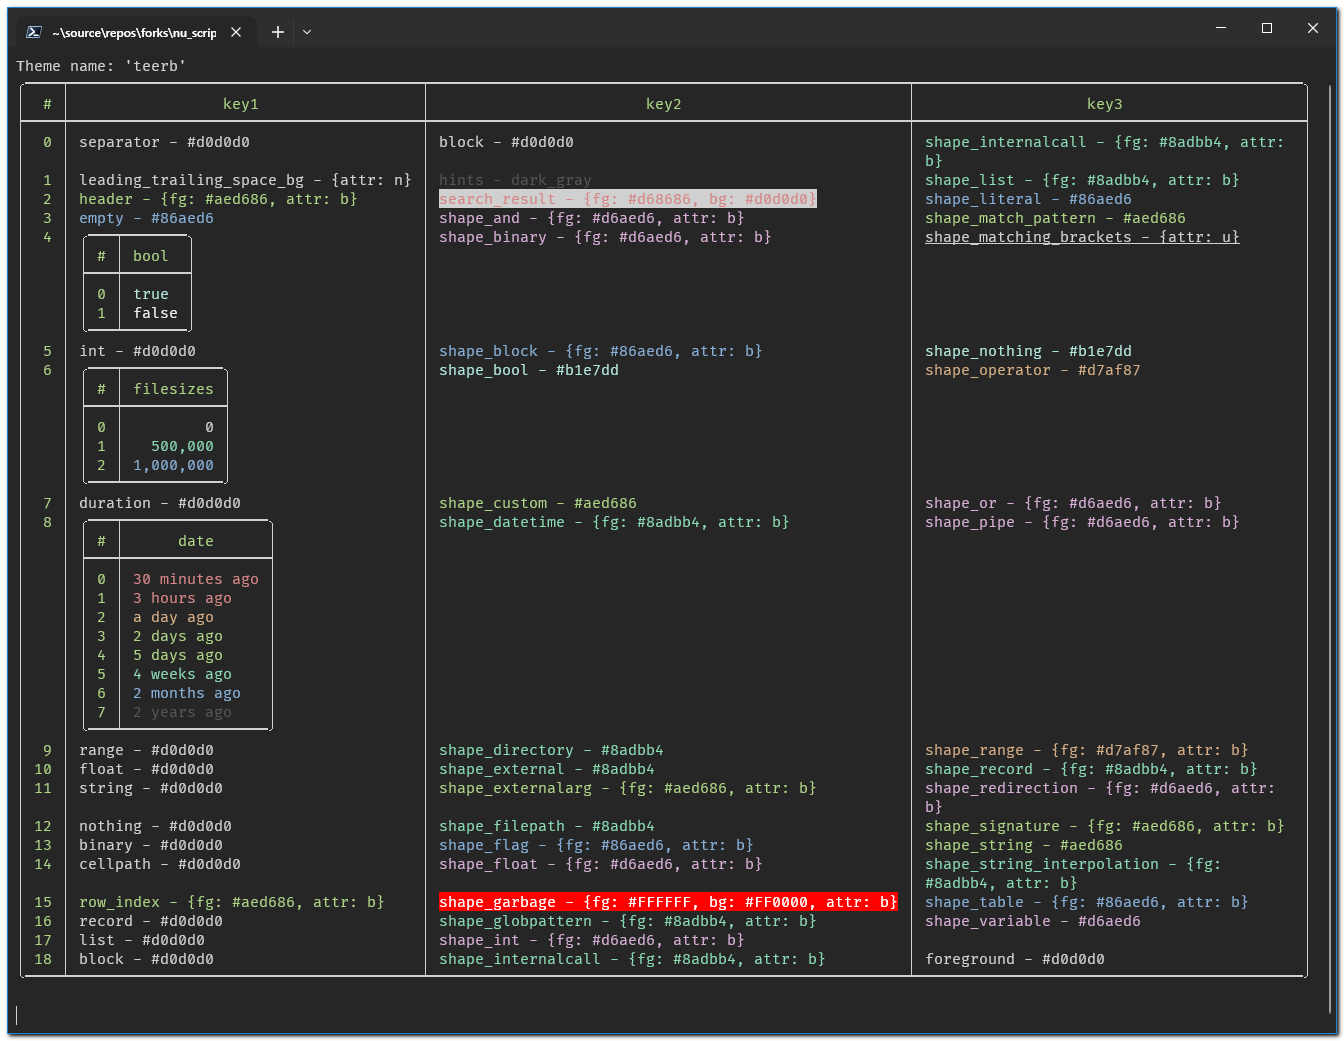 ~\source\repos\forks\nu_scrip
Theme name: 'teerb'
# key1 key2 key3
0 separator - #d0d0d0 block - #d0d0d0 shape_internalcall - {fg: #8adbb4, attr:
b}
1 leading_trailing_space_bg - {attr: n} hints - dark_gray shape_list - {fg: #8adbb4, attr: b}
2 header - {fg: #aed686, attr: b} search_result - {fg: #d68686, bg: #d0d0d0} shape_literal - #86aed6
3 empty - #86aed6 shape_and - {fg: #d6aed6, attr: b} shape_match_pattern - #aed686
4 shape_binary - {fg: #d6aed6, attr: b} shape_matching_brackets - {attr: u}
# bool
0 true
1 false
5 int - #d0d0d0 shape_block - {fg: #86aed6, attr: b} shape_nothing - #b1e7dd
6 shape_bool - #b1e7dd shape_operator - #d7af87
# filesizes
0 0
1 500,000
2 1,000,000
7 duration - #d0d0d0 shape_custom - #aed686 shape_or - {fg: #d6aed6, attr: b}
8 shape_datetime - {fg: #8adbb4, attr: b} shape_pipe - {fg: #d6aed6, attr: b}
# date
0 30 minutes ago
1 3 hours ago
2 a day ago
3 2 days ago
4 5 days ago
5 4 weeks ago
6 2 months ago
7 2 years ago
9 range - #d0d0d0 shape_directory - #8adbb4 shape_range - {fg: #d7af87, attr: b}
10 float - #d0d0d0 shape_external - #8adbb4 shape_record - {fg: #8adbb4, attr: b}
11 string - #d0d0d0 shape_externalarg - {fg: #aed686, attr: b} shape_redirection - {fg: #d6aed6, attr:
b}
12 nothing - #d0d0d0 shape_filepath - #8adbb4 shape_signature - {fg: #aed686, attr: b}
13 binary - #d0d0d0 shape_flag - {fg: #86aed6, attr: b} shape_string - #aed686
14 cellpath - #d0d0d0 shape_float - {fg: #d6aed6, attr: b} shape_string_interpolation - {fg:
#8adbb4, attr: b}
15 row_index - {fg: #aed686, attr: b} shape_garbage - {fg: #FFFFFF, bg: #FF0000, attr: b} shape_table - {fg: #86aed6, attr: b}
16 record - #d0d0d0 shape_globpattern - {fg: #8adbb4, attr: b} shape_variable - #d6aed6
17 list - #d0d0d0 shape_int - {fg: #d6aed6, attr: b}
18 block - #d0d0d0 shape_internalcall - {fg: #8adbb4, attr: b} foreground - #d0d0d0